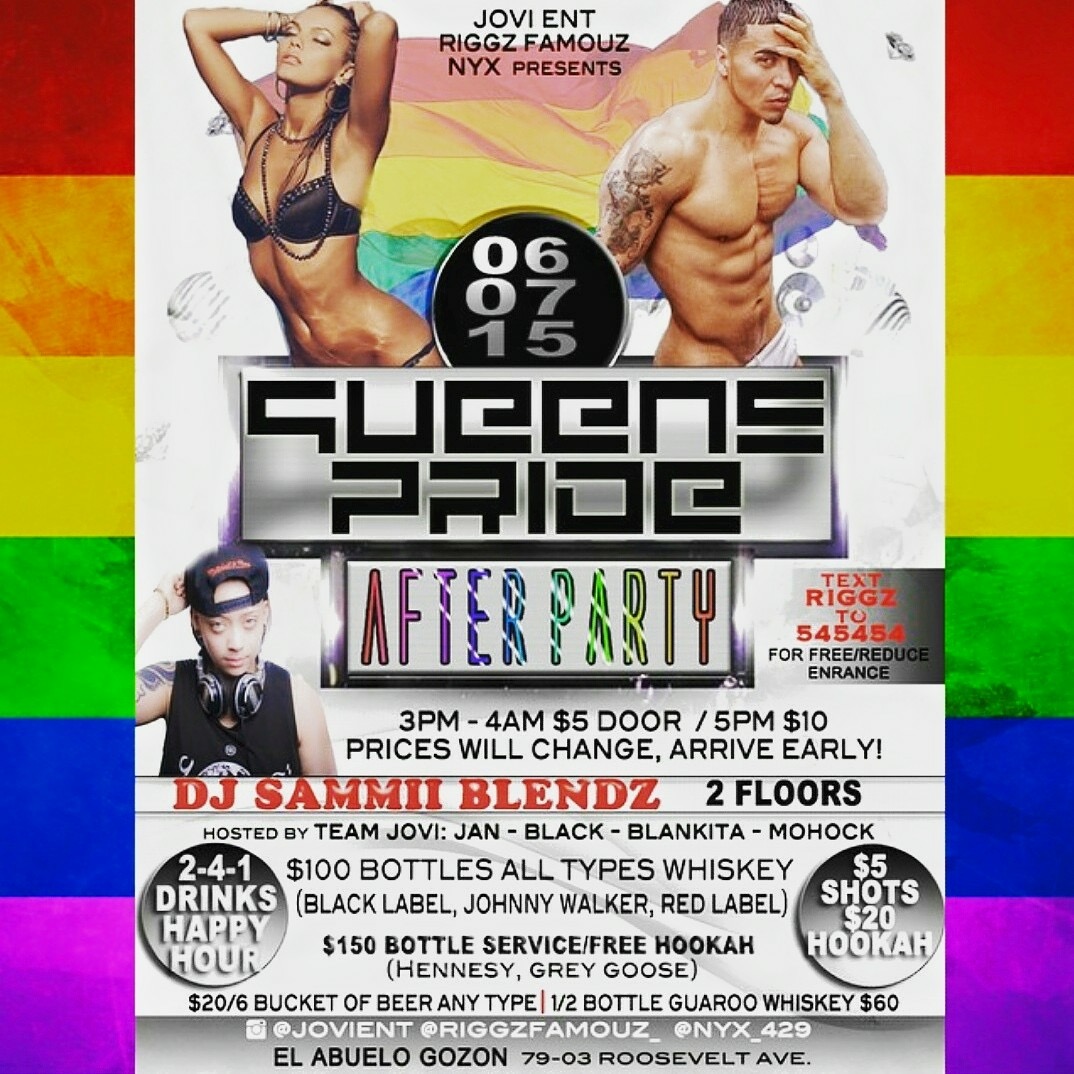 JOVI ENT
RIGGZ FAMOUZ
NYX PRESENTS
06
07
15
QUEENS
PRIDE
AFTER PARTY
TEXT
RIGGZ
TO
545454
FOR FREE/REDUCE
ENRANCE
3PM - 4AM $5 DOOR / 5PM $10
PRICES WILL CHANGE, ARRIVE EARLY!
DJ SAMMII BLENDZ 2 FLOORS
HOSTED BY TEAM JOVI: JAN - BLACK - BLANKITA - MOHOCK
2-4-1
DRINKS
HAPPY
HOUR
$100 BOTTLES ALL TYPES WHISKEY
(BLACK LABEL, JOHNNY WALKER, RED LABEL)
$150 BOTTLE SERVICE/FREE HOOKAH
(HENNESY, GREY GOOSE)
$5
SHOTS
$20
HOOKAH
$20/6 BUCKET OF BEER ANY TYPE | 1/2 BOTTLE GUAROO WHISKEY $60
@JOVIENT @RIGGZFAMOUZ_ @NYX_429
EL ABUELO GOZON 79-03 ROOSEVELT AVE.